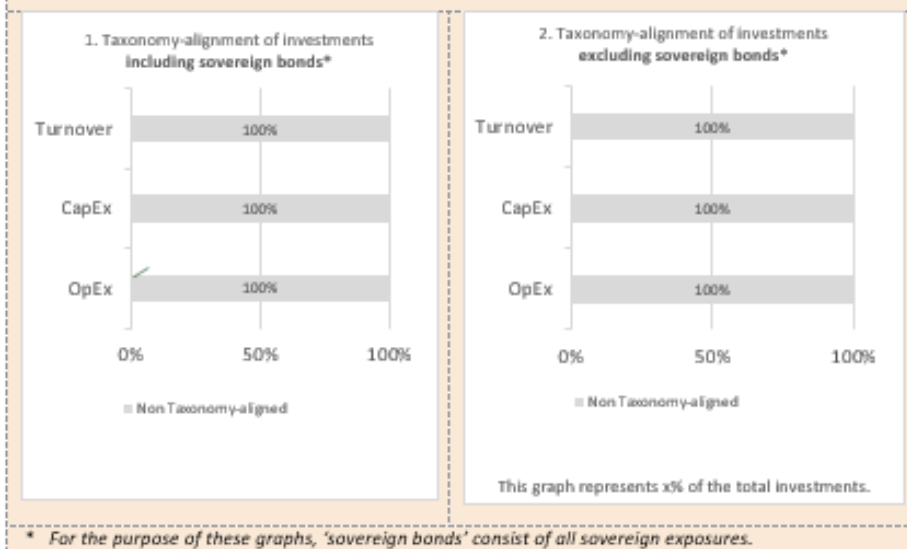 1. Taxonomy-alignment of investments
including sovereign bonds*
Turnover
100%
CapEx
100%
OpEx
100%
0%
50%
100%
Non Taxonomy-aligned
2. Taxonomy-alignment of investments
excluding sovereign bonds*
Turnover
100%
CapEx
100%
OpEx
100%
0%
50%
100%
Non Taxonomy-aligned
This graph represents x% of the total investments.
* For the purpose of these graphs, ‘sovereign bonds’ consist of all sovereign exposures.